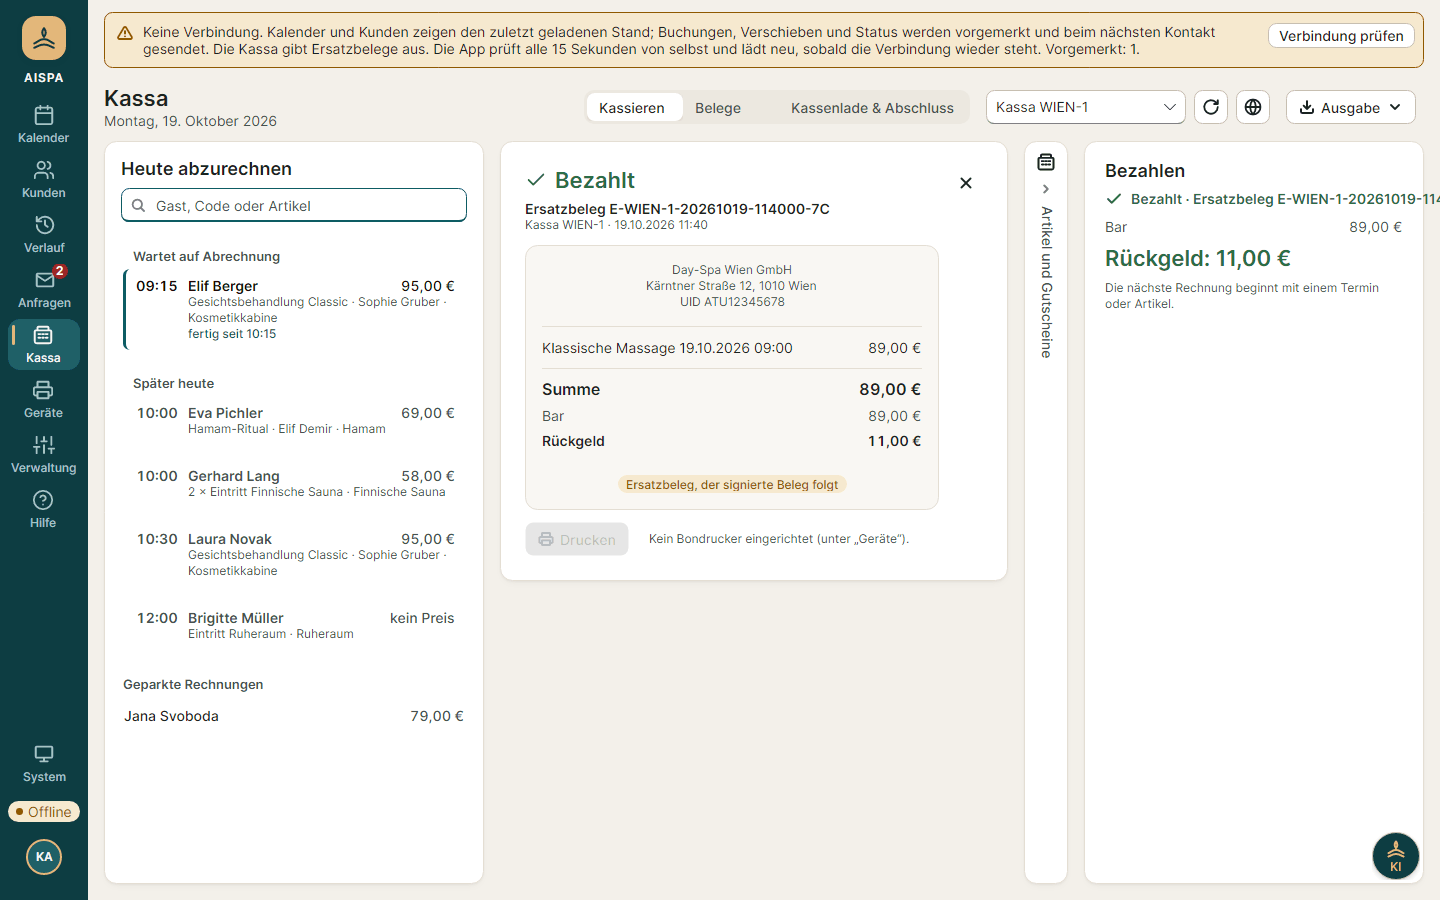 Keine Verbindung. Kalender und Kunden zeigen den zuletzt geladenen Stand; Buchungen, Verschieben und Status werden vorgemerkt und beim nächsten Kontakt
gesendet. Die Kassa gibt Ersatzbelege aus. Die App prüft alle 15 Sekunden von selbst und lädt neu, sobald die Verbindung wieder steht. Vorgemerkt: 1.
Verbindung prüfen
AISPA
Kalender
Kunden
Verlauf
2
Anfragen
Kassa
Geräte
Verwaltung
Hilfe
System
Offline
KA
Kassa
Montag, 19. Oktober 2026
Kassieren
Belege
Kassenlade & Abschluss
Kassa WIEN-1
Ausgabe
Heute abzurechnen
Gast, Code oder Artikel
Wartet auf Abrechnung
09:15 Elif Berger 95,00 €
Gesichtsbehandlung Classic · Sophie Gruber ·
Kosmetikkabine
fertig seit 10:15
Später heute
10:00 Eva Pichler 69,00 €
Hamam-Ritual · Elif Demir · Hamam
10:00 Gerhard Lang 58,00 €
2 × Eintritt Finnische Sauna · Finnische Sauna
10:30 Laura Novak 95,00 €
Gesichtsbehandlung Classic · Sophie Gruber ·
Kosmetikkabine
12:00 Brigitte Müller kein Preis
Eintritt Ruheraum · Ruheraum
Geparkte Rechnungen
Jana Svoboda 79,00 €
Bezahlt
Ersatzbeleg E-WIEN-1-20261019-114000-7C
Kassa WIEN-1 · 19.10.2026 11:40
Day-Spa Wien GmbH
Kärntner Straße 12, 1010 Wien
UID ATU12345678
Klassische Massage 19.10.2026 09:00 89,00 €
Summe 89,00 €
Bar 89,00 €
Rückgeld 11,00 €
Ersatzbeleg, der signierte Beleg folgt
Drucken
Kein Bondrucker eingerichtet (unter „Geräte“).
Artikel und Gutscheine
Bezahlen
Bezahlt · Ersatzbeleg E-WIEN-1-20261019-114
Bar 89,00 €
Rückgeld: 11,00 €
Die nächste Rechnung beginnt mit einem Termin
oder Artikel.
KI